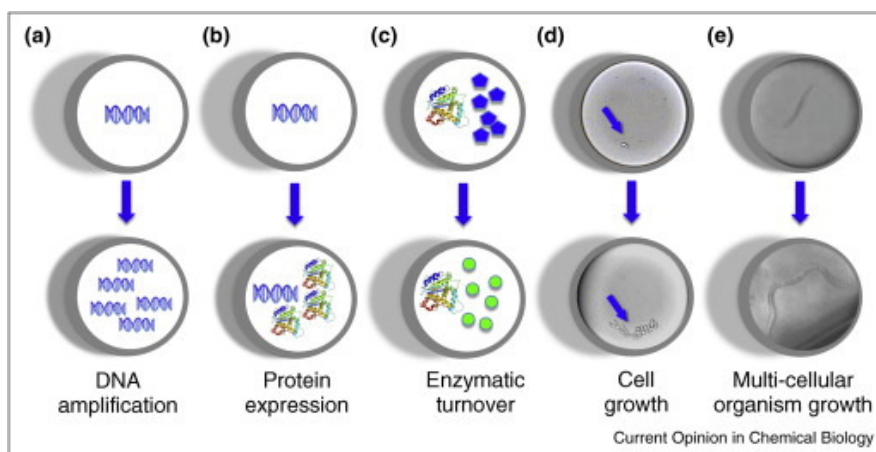 (a)
(b)
(c)
(d)
(e)
DNA
amplification
Protein
expression
Enzymatic
turnover
Cell
growth
Multi-cellular
organism growth
Current Opinion in Chemical Biology